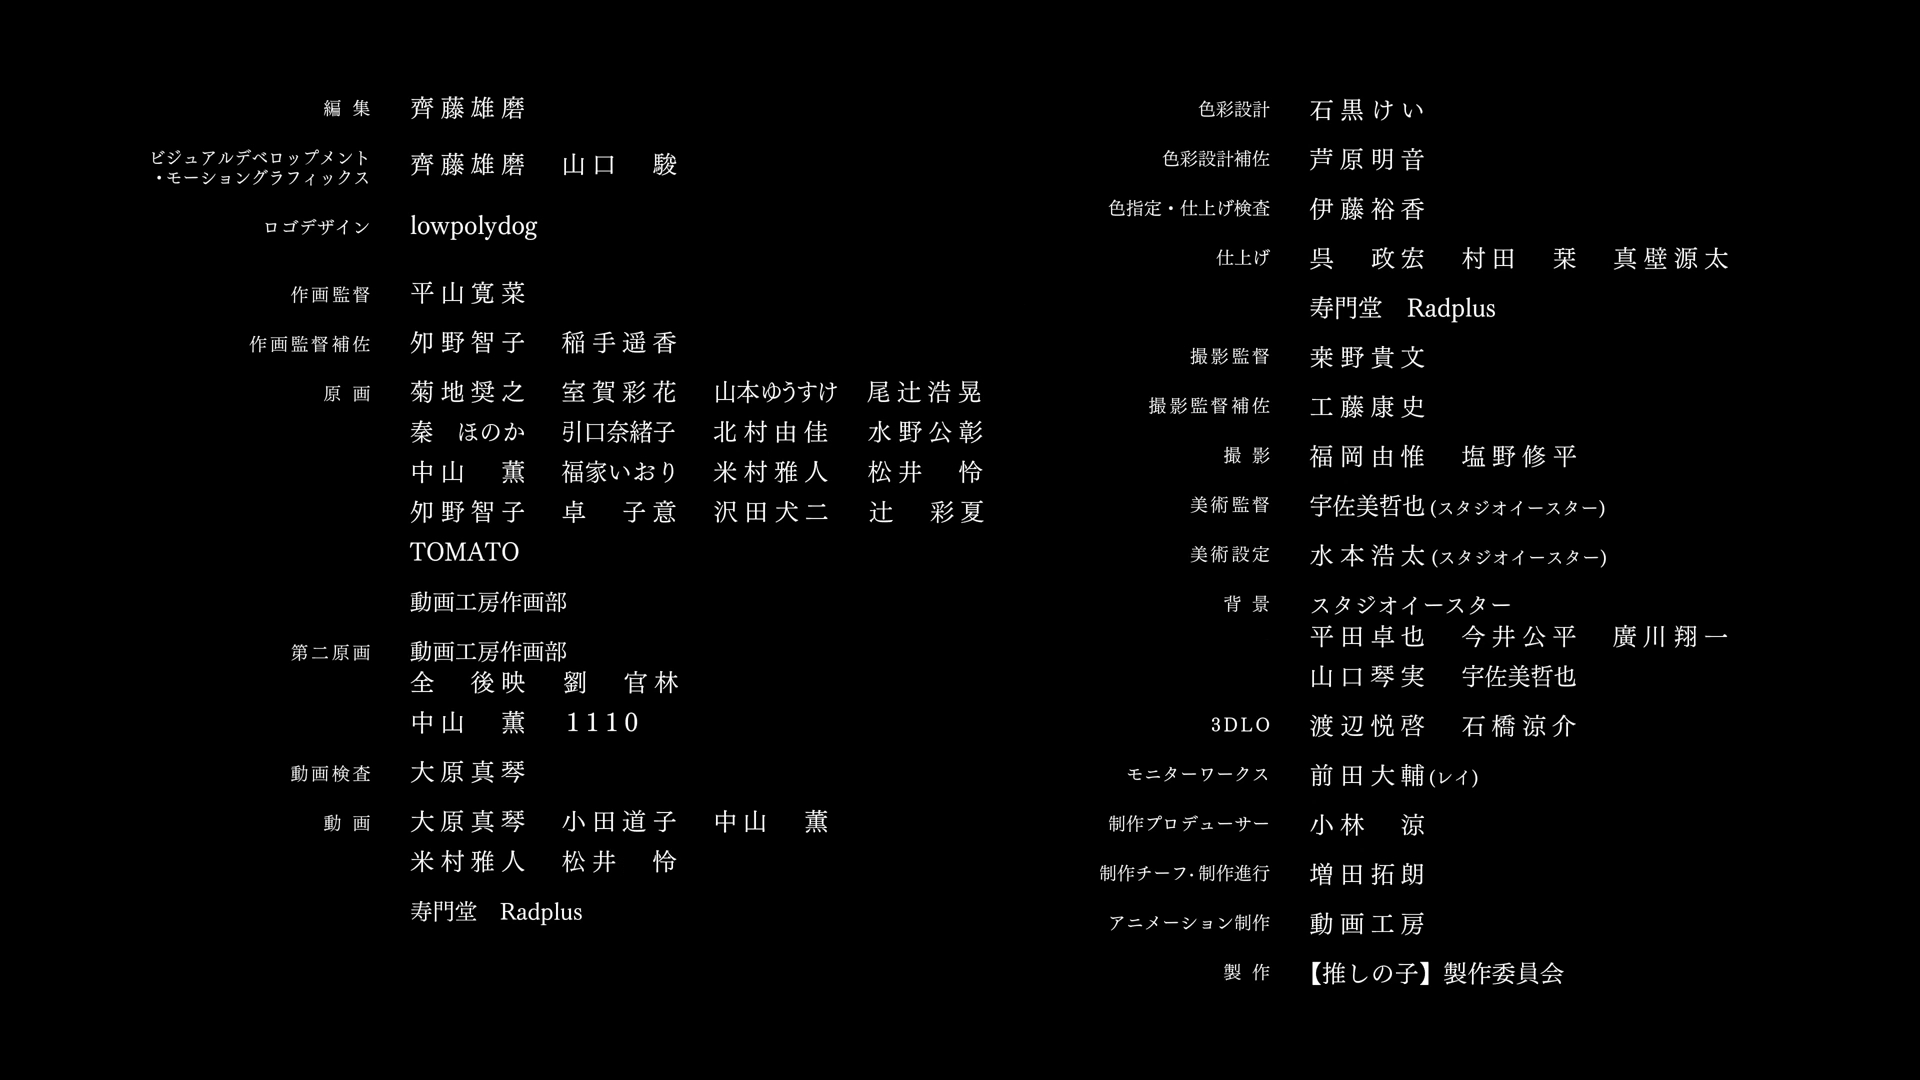 編 集 齊藤雄磨
ビジュアルデベロップメント
・モーショングラフィックス 齊藤雄磨 山口 駿
ロゴデザイン lowpolydog
作画監督 平山寛菜
作画監督補佐 夘野智子 稲手遥香
原 画 菊地奨之 室賀彩花 山本ゆうすけ 尾辻浩晃
秦 ほのか 引口奈緒子 北村由佳 水野公彰
中山 薫 福家いおり 米村雅人 松井 怜
夘野智子 卓 子意 沢田犬二 辻 彩夏
TOMATO
動画工房作画部
第二原画 動画工房作画部
全 後映 劉 官林
中山 薫 1110
動画検査 大原真琴
動 画 大原真琴 小田道子 中山 薫
米村雅人 松井 怜
寿門堂 Radplus
色彩設計 石黒けい
色彩設計補佐 芦原明音
色指定・仕上げ検査 伊藤裕香
仕上げ 呉 政宏 村田 栞 真壁源太
寿門堂 Radplus
撮影監督 桒野貴文
撮影監督補佐 工藤康史
撮 影 福岡由惟 塩野修平
美術監督 宇佐美哲也(スタジオイースター)
美術設定 水本浩太(スタジオイースター)
背 景 スタジオイースター
平田卓也 今井公平 廣川翔一
山口琴実 宇佐美哲也
3DLO 渡辺悦啓 石橋涼介
モニターワークス 前田大輔(レイ)
制作プロデューサー 小林 涼
制作チーフ・制作進行 増田拓朗
アニメーション制作 動画工房
製 作 【推しの子】製作委員会